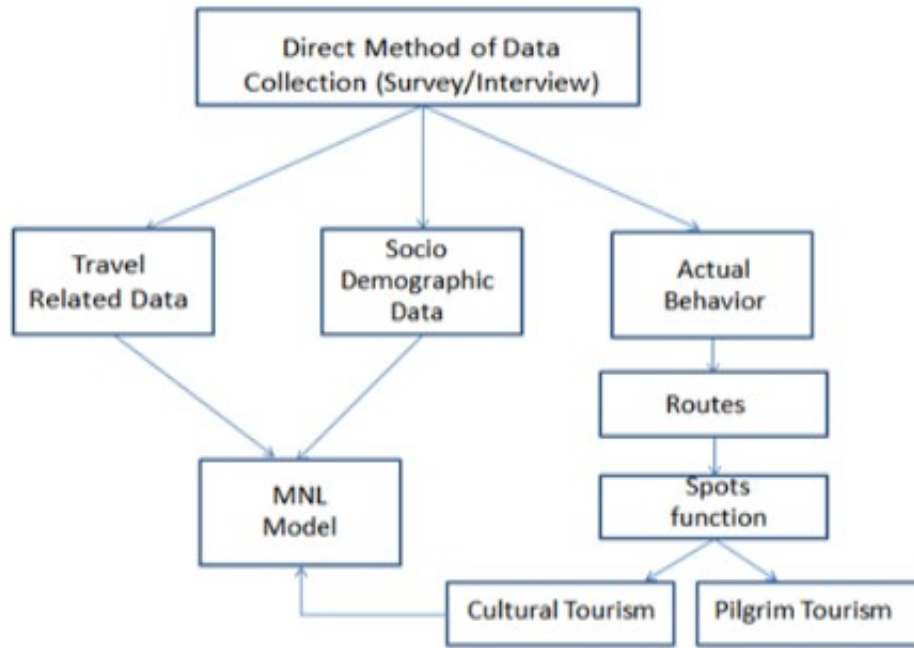 Direct Method of Data
Collection (Survey/Interview)
Travel
Related Data
Socio
Demographic
Data
Actual
Behavior
Routes
MNL
Model
Spots
function
Cultural Tourism
Pilgrim Tourism